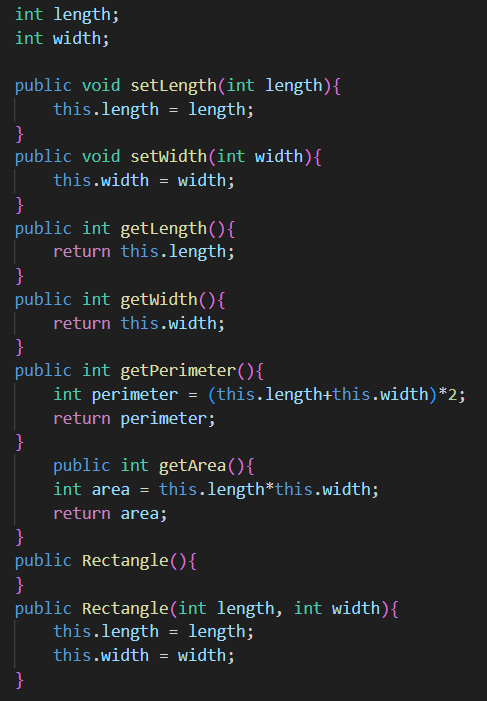 int length;
int width;

public void setLength(int length){
    this.length = length;
}
public void setWidth(int width){
    this.width = width;
}
public int getLength(){
    return this.length;
}
public int getWidth(){
    return this.width;
}
public int getPerimeter(){
    int perimeter = (this.length+this.width)*2;
    return perimeter;
}
    public int getArea(){
    int area = this.length*this.width;
    return area;
}
public Rectangle(){
}
public Rectangle(int length, int width){
    this.length = length;
    this.width = width;
}